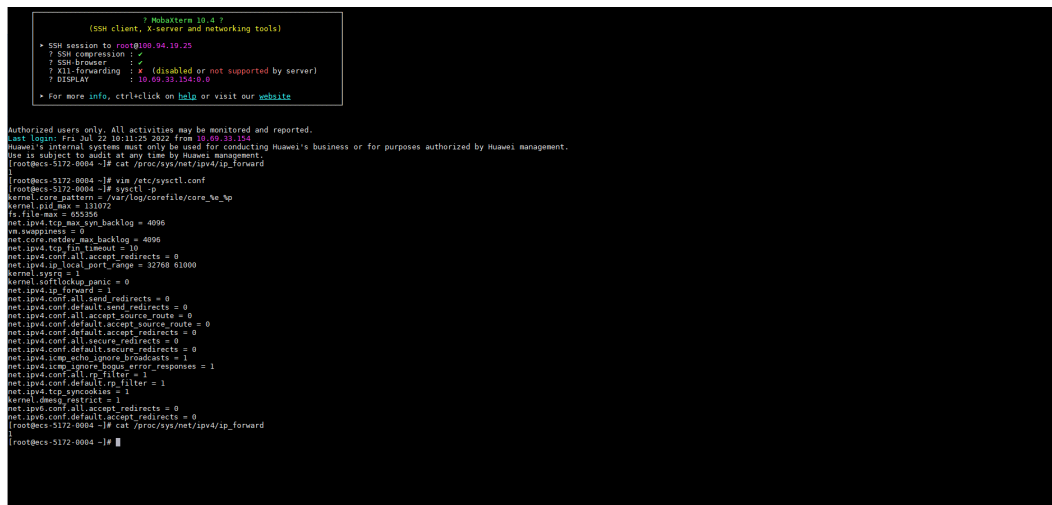 ? MobaXterm 10.4 ?
(SSH client, X-server and networking tools)
➤ SSH session to root@100.94.19.25
? SSH compression : ✔
? SSH-browser : ✔
? X11-forwarding : ✘ (disabled or not supported by server)
? DISPLAY : 10.69.33.154:0.0
➤ For more info, ctrl+click on help or visit our website
Authorized users only. All activities may be monitored and reported.
Last login: Fri Jul 22 10:11:25 2022 from 10.69.33.154
Huawei's internal systems must only be used for conducting Huawei's business or for purposes authorized by Huawei management.
Use is subject to audit at any time by Huawei management.
[root@ecs-5172-0004 ~]# cat /proc/sys/net/ipv4/ip_forward
1
[root@ecs-5172-0004 ~]# vim /etc/sysctl.conf
[root@ecs-5172-0004 ~]# sysctl -p
kernel.core_pattern = /var/log/corefile/core_%e_%p
kernel.pid_max = 131072
fs.file-max = 655356
net.ipv4.tcp_max_syn_backlog = 4096
vm.swappiness = 0
net.core.netdev_max_backlog = 4096
net.ipv4.tcp_fin_timeout = 10
net.ipv4.conf.all.accept_redirects = 0
net.ipv4.ip_local_port_range = 32768 61000
kernel.sysrq = 1
kernel.softlockup_panic = 0
net.ipv4.ip_forward = 1
net.ipv4.conf.all.send_redirects = 0
net.ipv4.conf.default.send_redirects = 0
net.ipv4.conf.all.accept_source_route = 0
net.ipv4.conf.default.accept_source_route = 0
net.ipv4.conf.default.accept_redirects = 0
net.ipv4.conf.all.secure_redirects = 0
net.ipv4.conf.default.secure_redirects = 0
net.ipv4.icmp_echo_ignore_broadcasts = 1
net.ipv4.icmp_ignore_bogus_error_responses = 1
net.ipv4.conf.all.rp_filter = 1
net.ipv4.conf.default.rp_filter = 1
net.ipv4.tcp_syncookies = 1
kernel.dmesg_restrict = 1
net.ipv6.conf.all.accept_redirects = 0
net.ipv6.conf.default.accept_redirects = 0
[root@ecs-5172-0004 ~]# cat /proc/sys/net/ipv4/ip_forward
1
[root@ecs-5172-0004 ~]#